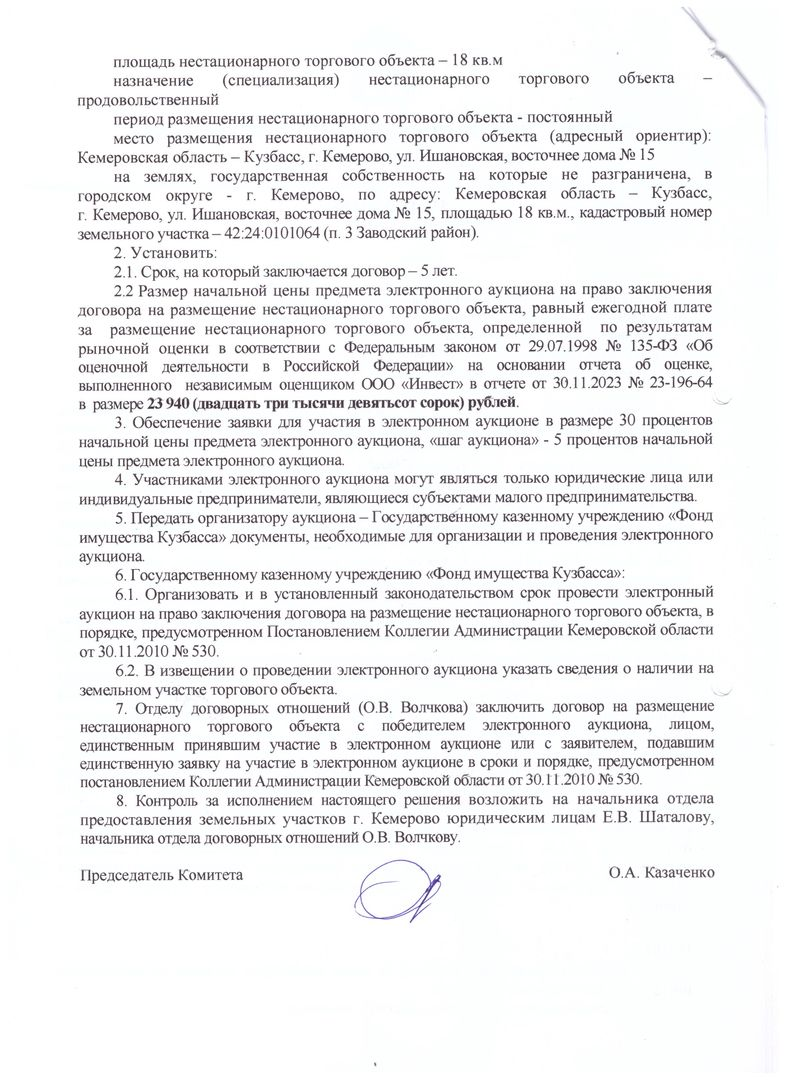 площадь нестационарного торгового объекта – 18 кв.м
назначение (специализация) нестационарного торгового объекта –
продовольственный
период размещения нестационарного торгового объекта - постоянный
место размещения нестационарного торгового объекта (адресный ориентир):
Кемеровская область – Кузбасс, г. Кемерово, ул. Ишановская, восточнее дома № 15
на землях, государственная собственность на которые не разграничена, в
городском округе - г. Кемерово, по адресу: Кемеровская область – Кузбасс,
г. Кемерово, ул. Ишановская, восточнее дома № 15, площадью 18 кв.м., кадастровый номер
земельного участка – 42:24:0101064 (п. 3 Заводский район).
2. Установить:
2.1. Срок, на который заключается договор – 5 лет.
2.2 Размер начальной цены предмета электронного аукциона на право заключения
договора на размещение нестационарного торгового объекта, равный ежегодной плате
за размещение нестационарного торгового объекта, определенной по результатам
рыночной оценки в соответствии с Федеральным законом от 29.07.1998 № 135-ФЗ «Об
оценочной деятельности в Российской Федерации» на основании отчета об оценке,
выполненного независимым оценщиком ООО «Инвест» в отчете от 30.11.2023 № 23-196-64
в размере 23 940 (двадцать три тысячи девятьсот сорок) рублей.
3. Обеспечение заявки для участия в электронном аукционе в размере 30 процентов
начальной цены предмета электронного аукциона, «шаг аукциона» - 5 процентов начальной
цены предмета электронного аукциона.
4. Участниками электронного аукциона могут являться только юридические лица или
индивидуальные предприниматели, являющиеся субъектами малого предпринимательства.
5. Передать организатору аукциона – Государственному казенному учреждению «Фонд
имущества Кузбасса» документы, необходимые для организации и проведения электронного
аукциона.
6. Государственному казенному учреждению «Фонд имущества Кузбасса»:
6.1. Организовать и в установленный законодательством срок провести электронный
аукцион на право заключения договора на размещение нестационарного торгового объекта, в
порядке, предусмотренном Постановлением Коллегии Администрации Кемеровской области
от 30.11.2010 № 530.
6.2. В извещении о проведении электронного аукциона указать сведения о наличии на
земельном участке торгового объекта.
7. Отделу договорных отношений (О.В. Волчкова) заключить договор на размещение
нестационарного торгового объекта с победителем электронного аукциона, лицом,
единственным принявшим участие в электронном аукционе или с заявителем, подавшим
единственную заявку на участие в электронном аукционе в сроки и порядке, предусмотренном
постановлением Коллегии Администрации Кемеровской области от 30.11.2010 № 530.
8. Контроль за исполнением настоящего решения возложить на начальника отдела
предоставления земельных участков г. Кемерово юридическим лицам Е.В. Шаталову,
начальника отдела договорных отношений О.В. Волчкову.
Председатель Комитета О.А. Казаченко